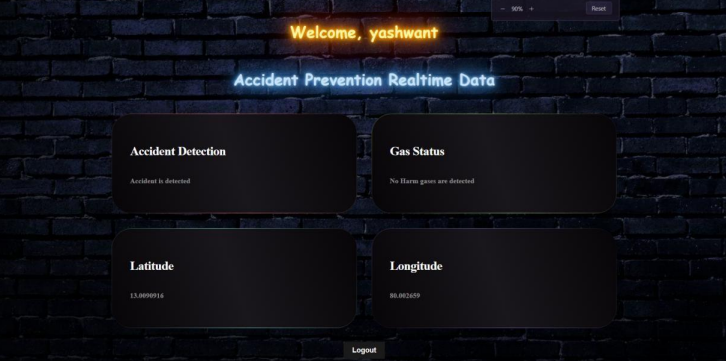 90%
Reset
Welcome, yashwant
Accident Prevention Realtime Data
Accident Detection
Accident is detected
Gas Status
No Harm gases are detected
Latitude
13.0090916
Longitude
80.002659
Logout